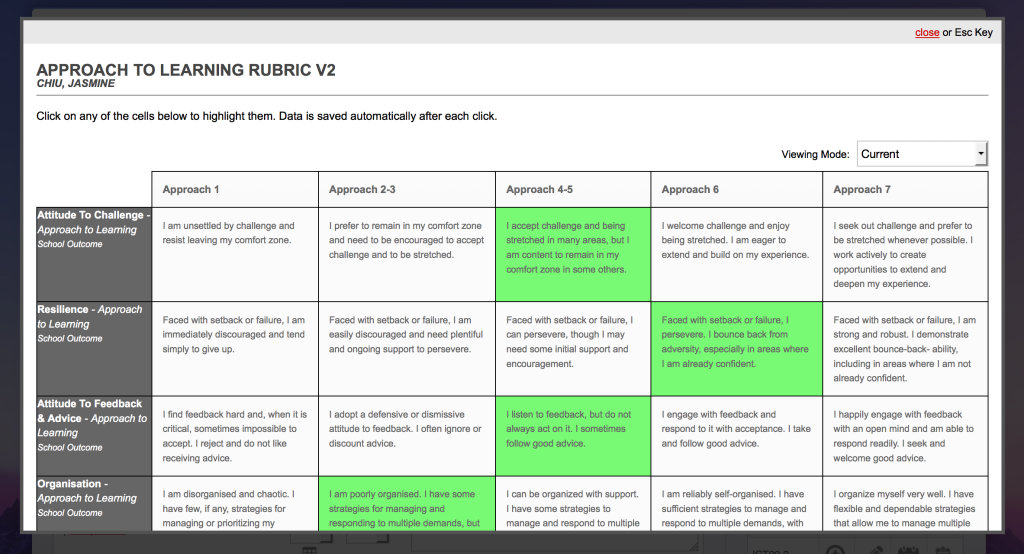 close or Esc Key
APPROACH TO LEARNING RUBRIC V2
CHIU, JASMINE
Click on any of the cells below to highlight them. Data is saved automatically after each click.
Viewing Mode: Current
Approach 1
Approach 2-3
Approach 4-5
Approach 6
Approach 7
Attitude To Challenge -
Approach to Learning
School Outcome
I am unsettled by challenge and
resist leaving my comfort zone.
I prefer to remain in my comfort zone
and need to be encouraged to accept
challenge and to be stretched.
I accept challenge and being
stretched in many areas, but I
am content to remain in my
comfort zone in some others.
I welcome challenge and enjoy
being stretched. I am eager to
extend and build on my experience.
I seek out challenge and prefer to
be stretched whenever possible. I
work actively to create
opportunities to extend and
deepen my experience.
Resilience - Approach
to Learning
School Outcome
Faced with setback or failure, I am
immediately discouraged and tend
simply to give up.
Faced with setback or failure, I am
easily discouraged and need plentiful
and ongoing support to persevere.
Faced with setback or failure, I
can persevere, though I may
need some initial support and
encouragement.
Faced with setback or failure, I
persevere. I bounce back from
adversity, especially in areas where
I am already confident.
Faced with setback or failure, I am
strong and robust. I demonstrate
excellent bounce-back- ability,
including in areas where I am not
already confident.
Attitude To Feedback
& Advice - Approach to
Learning
School Outcome
I find feedback hard and, when it is
critical, sometimes impossible to
accept. I reject and do not like
receiving advice.
I adopt a defensive or dismissive
attitude to feedback. I often ignore or
discount advice.
I listen to feedback, but do not
always act on it. I sometimes
follow good advice.
I engage with feedback and
respond to it with acceptance. I take
and follow good advice.
I happily engage with feedback
with an open mind and am able to
respond readily. I seek and
welcome good advice.
Organisation -
Approach to Learning
School Outcome
I am disorganised and chaotic. I
have few, if any, strategies for
managing or prioritizing my
I am poorly organised. I have some
strategies for managing and
responding to multiple demands, but
I can be organized with support.
I have some strategies to
manage and respond to multiple
I am reliably self-organised. I have
sufficient strategies to manage and
respond to multiple demands, with
I organize myself very well. I have
flexible and dependable strategies
that allow me to manage multiple